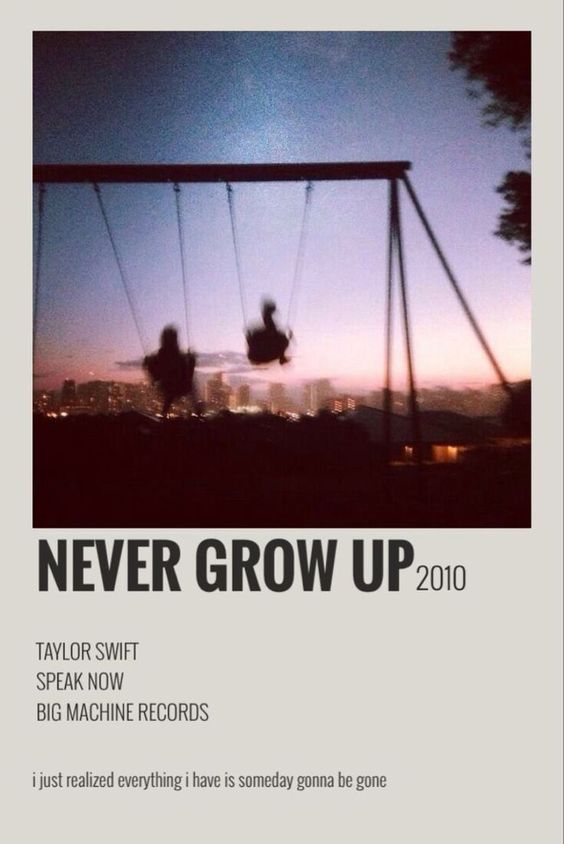 NEVER GROW UP 2010
TAYLOR SWIFT
SPEAK NOW
BIG MACHINE RECORDS
i just realized everything i have is someday gonna be gone